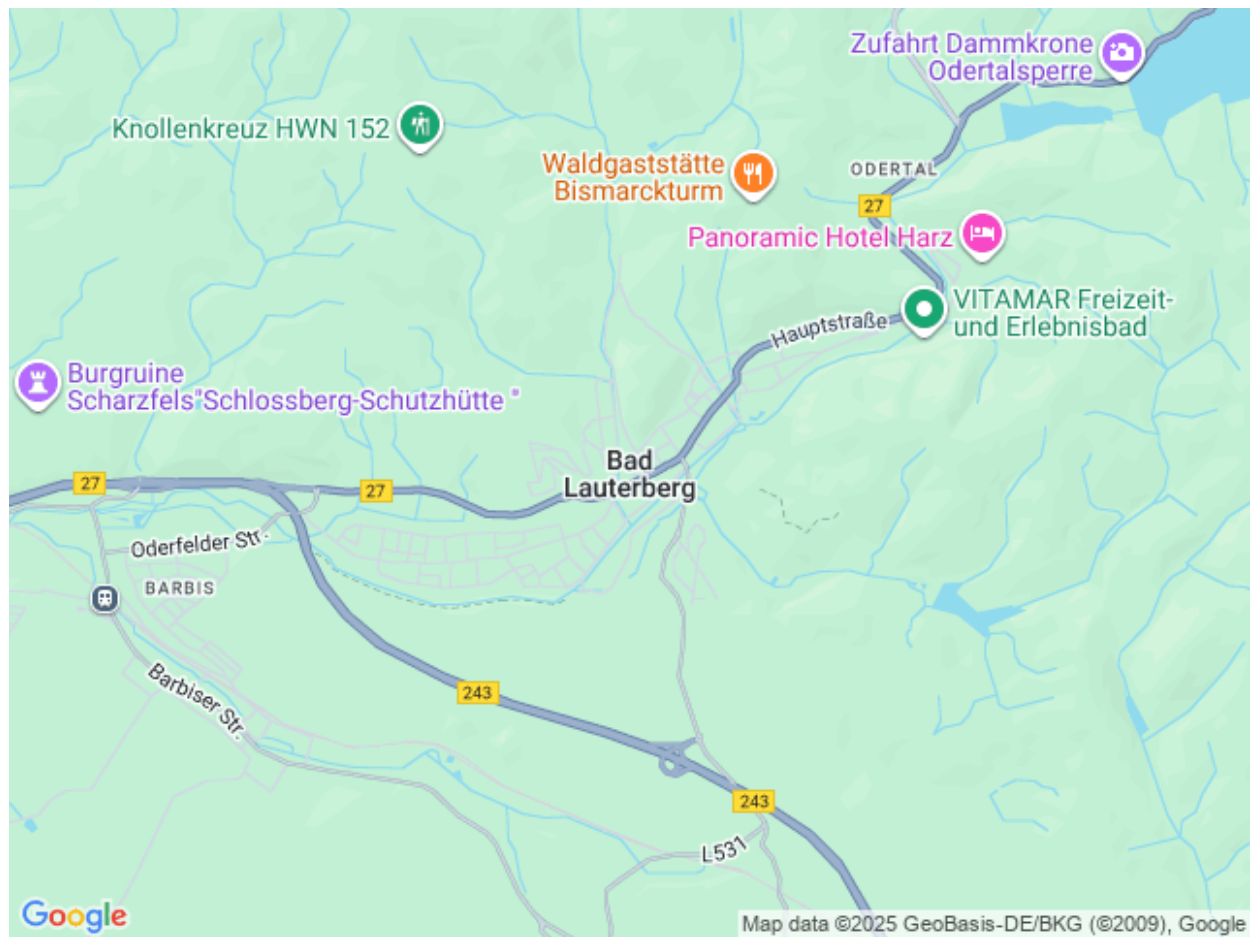 Zufahrt Dammkrone
Odertalsperre
Knollenkreuz HWN 152
Waldgaststätte
Bismarckturm
ODERTAL
27
Panoramic Hotel Harz
VITAMAR Freizeit-
und Erlebnisbad
Hauptstraße
Burgruine
Scharzfels"Schlossberg-Schutzhütte "
Bad
Lauterberg
27
27
Oderfelder Str.
BARBIS
Barbiser Str.
243
243
L531
Google
Map data ©2025 GeoBasis-DE/BKG (©2009), Google